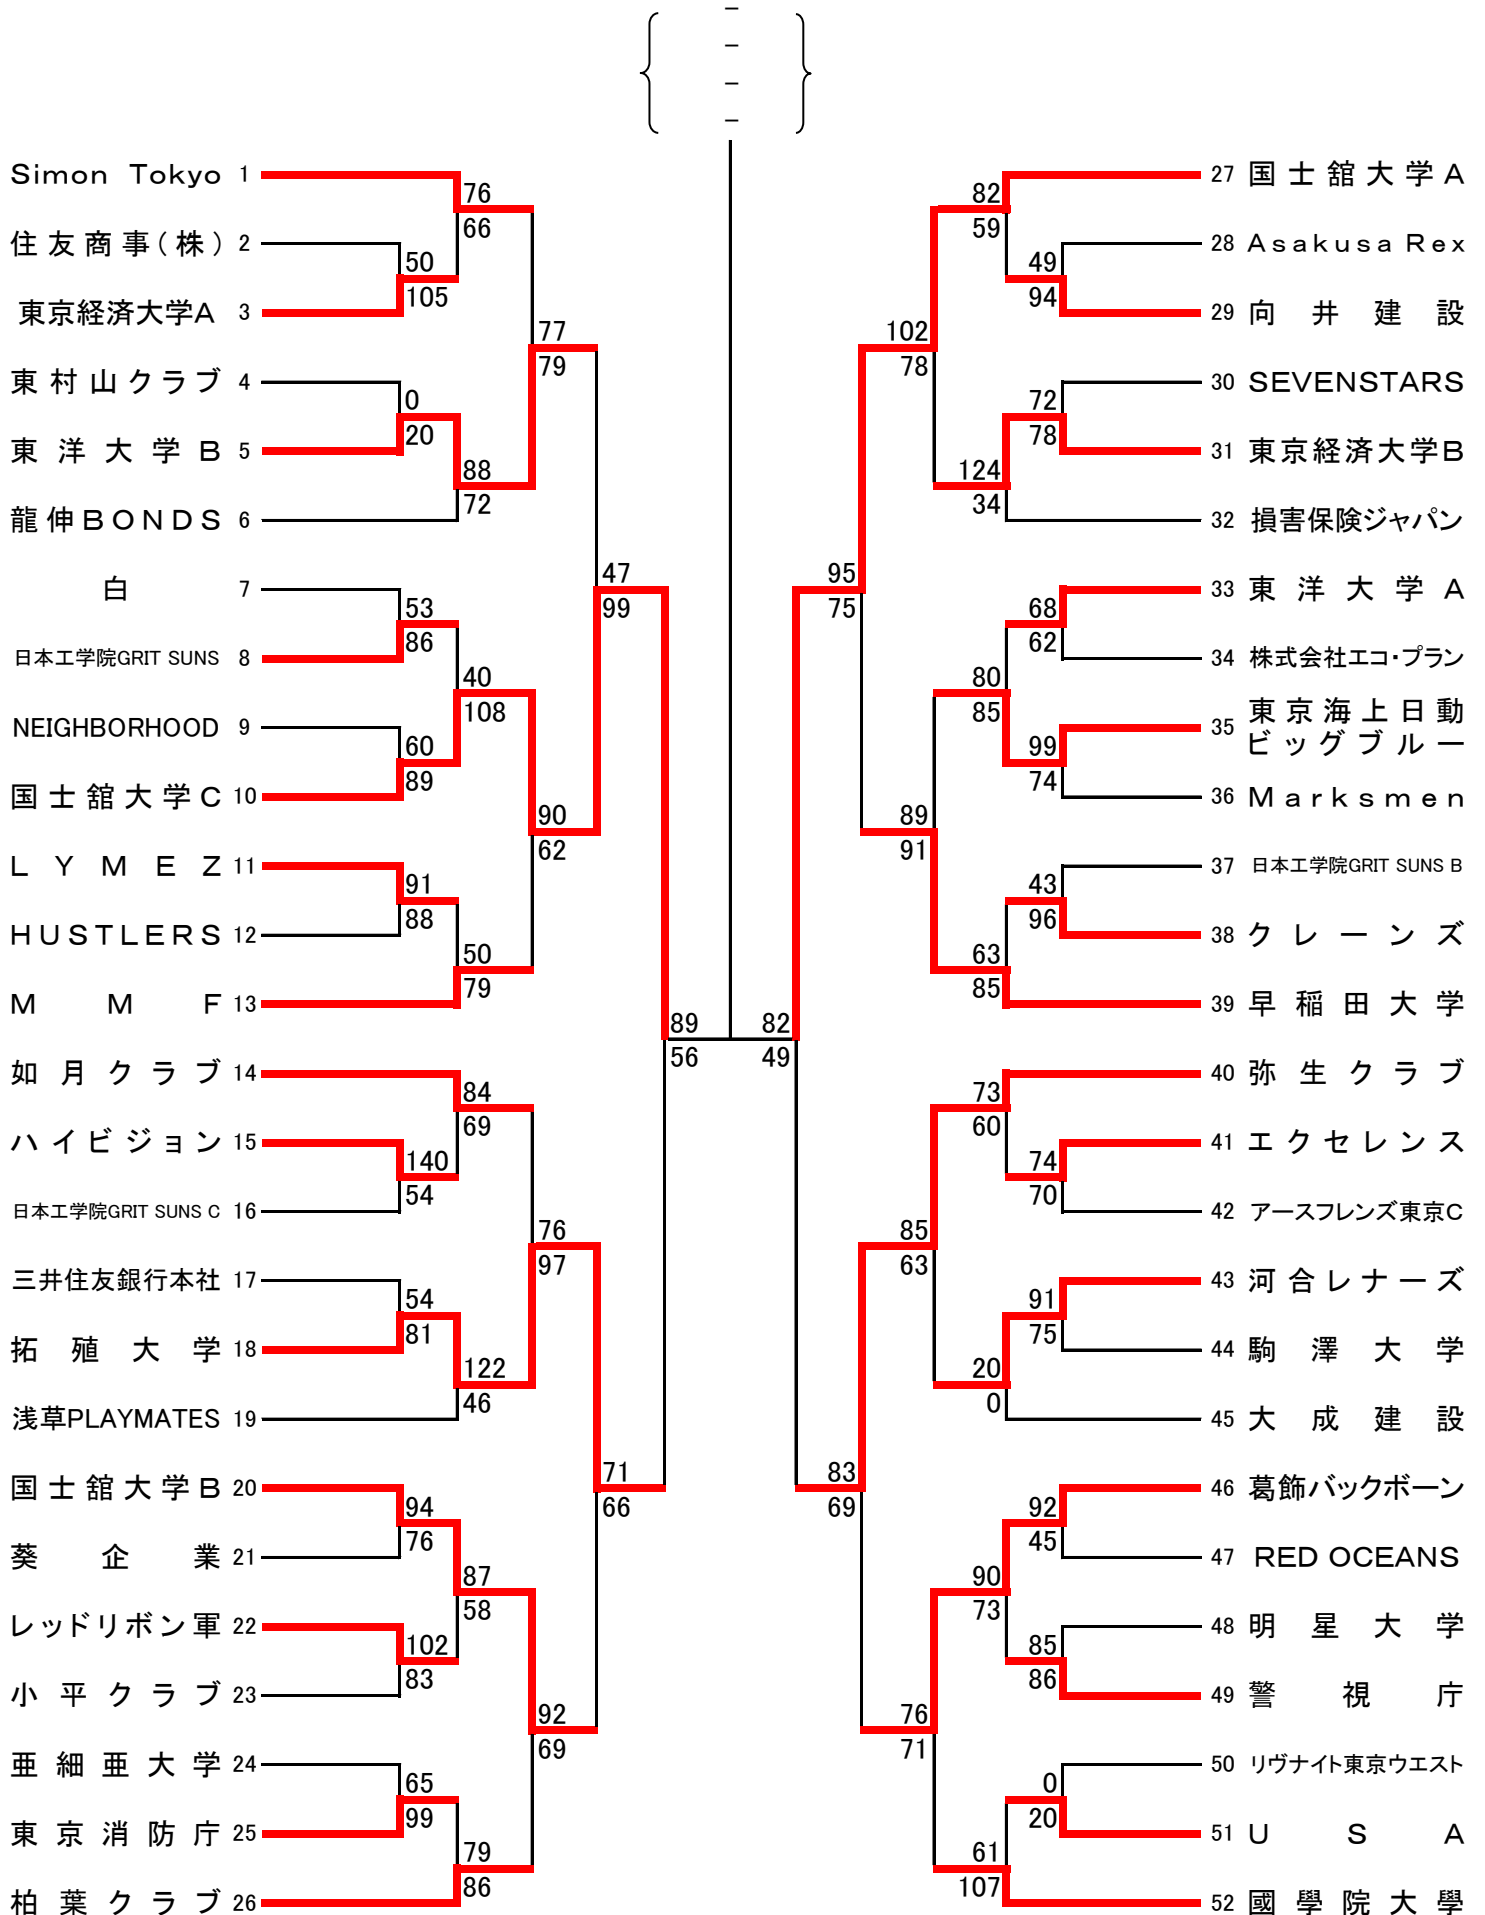 －
－
－
－
Simon Tokyo 1
住友商事(株) 2
東京経済大学A 3
東村山クラブ 4
東洋大学B 5
龍伸BONDS 6
白 7
日本工学院GRIT SUNS 8
NEIGHBORHOOD 9
国士舘大学C 10
LYMEZ 11
HUSTLERS 12
MMF 13
如月クラブ 14
ハイビジョン 15
日本工学院GRIT SUNS C 16
三井住友銀行本社 17
拓殖大学 18
浅草PLAYMATES 19
国士舘大学B 20
葵企業 21
レッドリボン軍 22
小平クラブ 23
亜細亜大学 24
東京消防庁 25
柏葉クラブ 26
50
105
0
20
53
86
60
89
91
88
140
54
54
81
94
76
102
83
65
99
76
66
88
72
40
108
50
79
84
69
122
46
87
58
79
86
77
79
90
62
76
97
92
69
47
99
71
66
89
56
82
49
95
75
83
69
102
78
89
91
85
63
76
71
82
59
124
34
80
85
63
85
73
60
20
0
90
73
61
107
49
94
72
78
68
62
99
74
43
96
74
70
91
75
92
45
85
86
0
20
27 国士舘大学A
28 Asakusa Rex
29 向井建設
30 SEVENSTARS
31 東京経済大学B
32 損害保険ジャパン
33 東洋大学A
34 株式会社エコ・プラン
35 東京海上日動
ビッグブルー
36 Marksmen
37 日本工学院GRIT SUNS B
38 クレーンズ
39 早稲田大学
40 弥生クラブ
41 エクセレンス
42 アースフレンズ東京C
43 河合レナーズ
44 駒澤大学
45 大成建設
46 葛飾バックボーン
47 RED OCEANS
48 明星大学
49 警視庁
50 リヴナイト東京ウエスト
51 USA
52 國學院大學